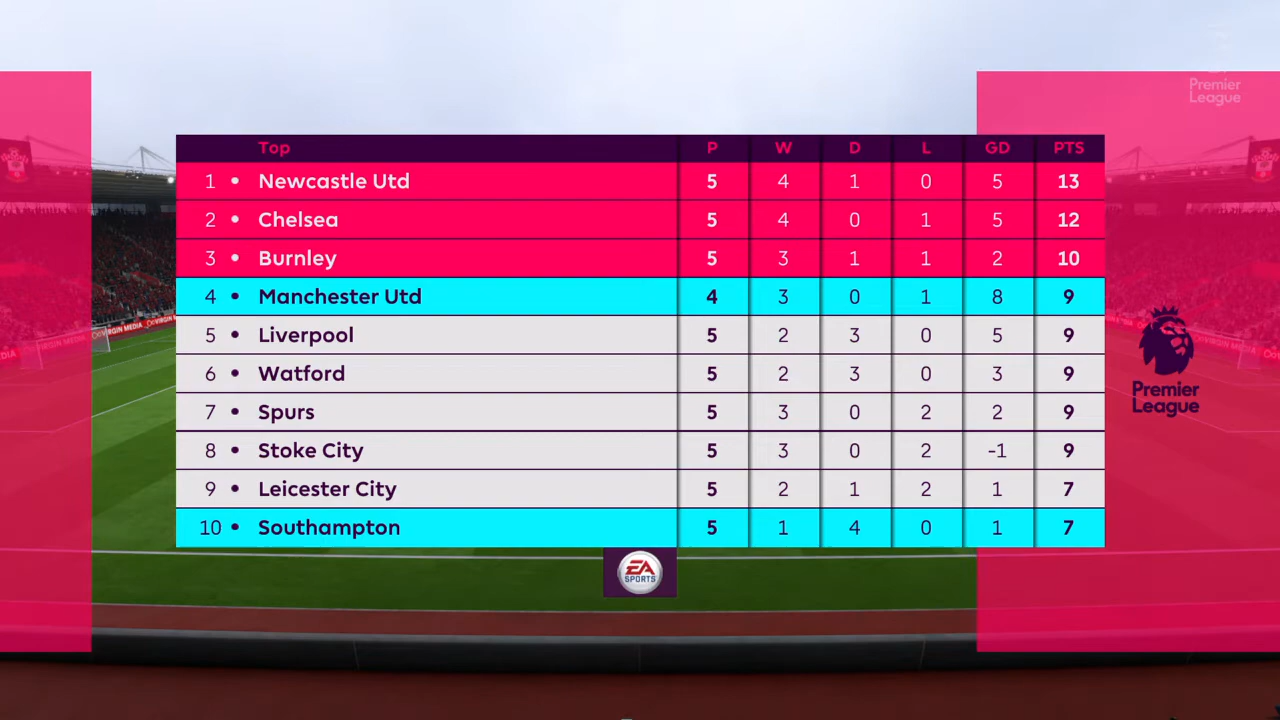 Premier
League
Top P W D L GD PTS
1 • Newcastle Utd 5 4 1 0 5 13
2 • Chelsea 5 4 0 1 5 12
3 • Burnley 5 3 1 1 2 10
4 • Manchester Utd 4 3 0 1 8 9
5 • Liverpool 5 2 3 0 5 9
6 • Watford 5 2 3 0 3 9
7 • Spurs 5 3 0 2 2 9
8 • Stoke City 5 3 0 2 -1 9
9 • Leicester City 5 2 1 2 1 7
10 • Southampton 5 1 4 0 1 7
VIRGIN MEDIA
VIRGIN MEDIA
Premier
League
EA
SPORTS